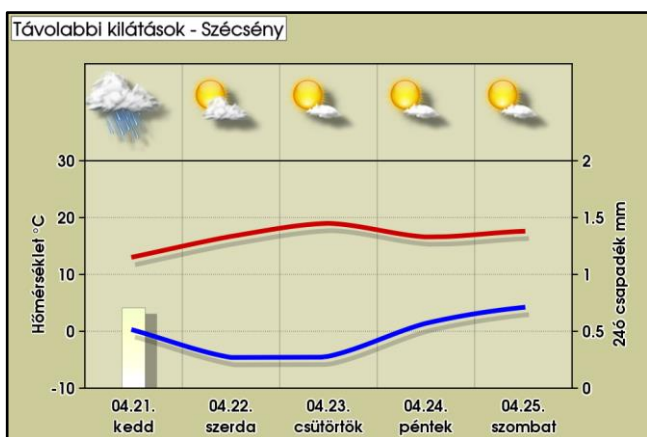 Távolabbi kilátások - Szécsény
30
20
10
0
-10
Hőmérséklet °C
2
1.5
1
0.5
0
24ó csapadék mm
04.21. 04.22. 04.23. 04.24. 04.25.
kedd szerda csütörtök péntek szombat